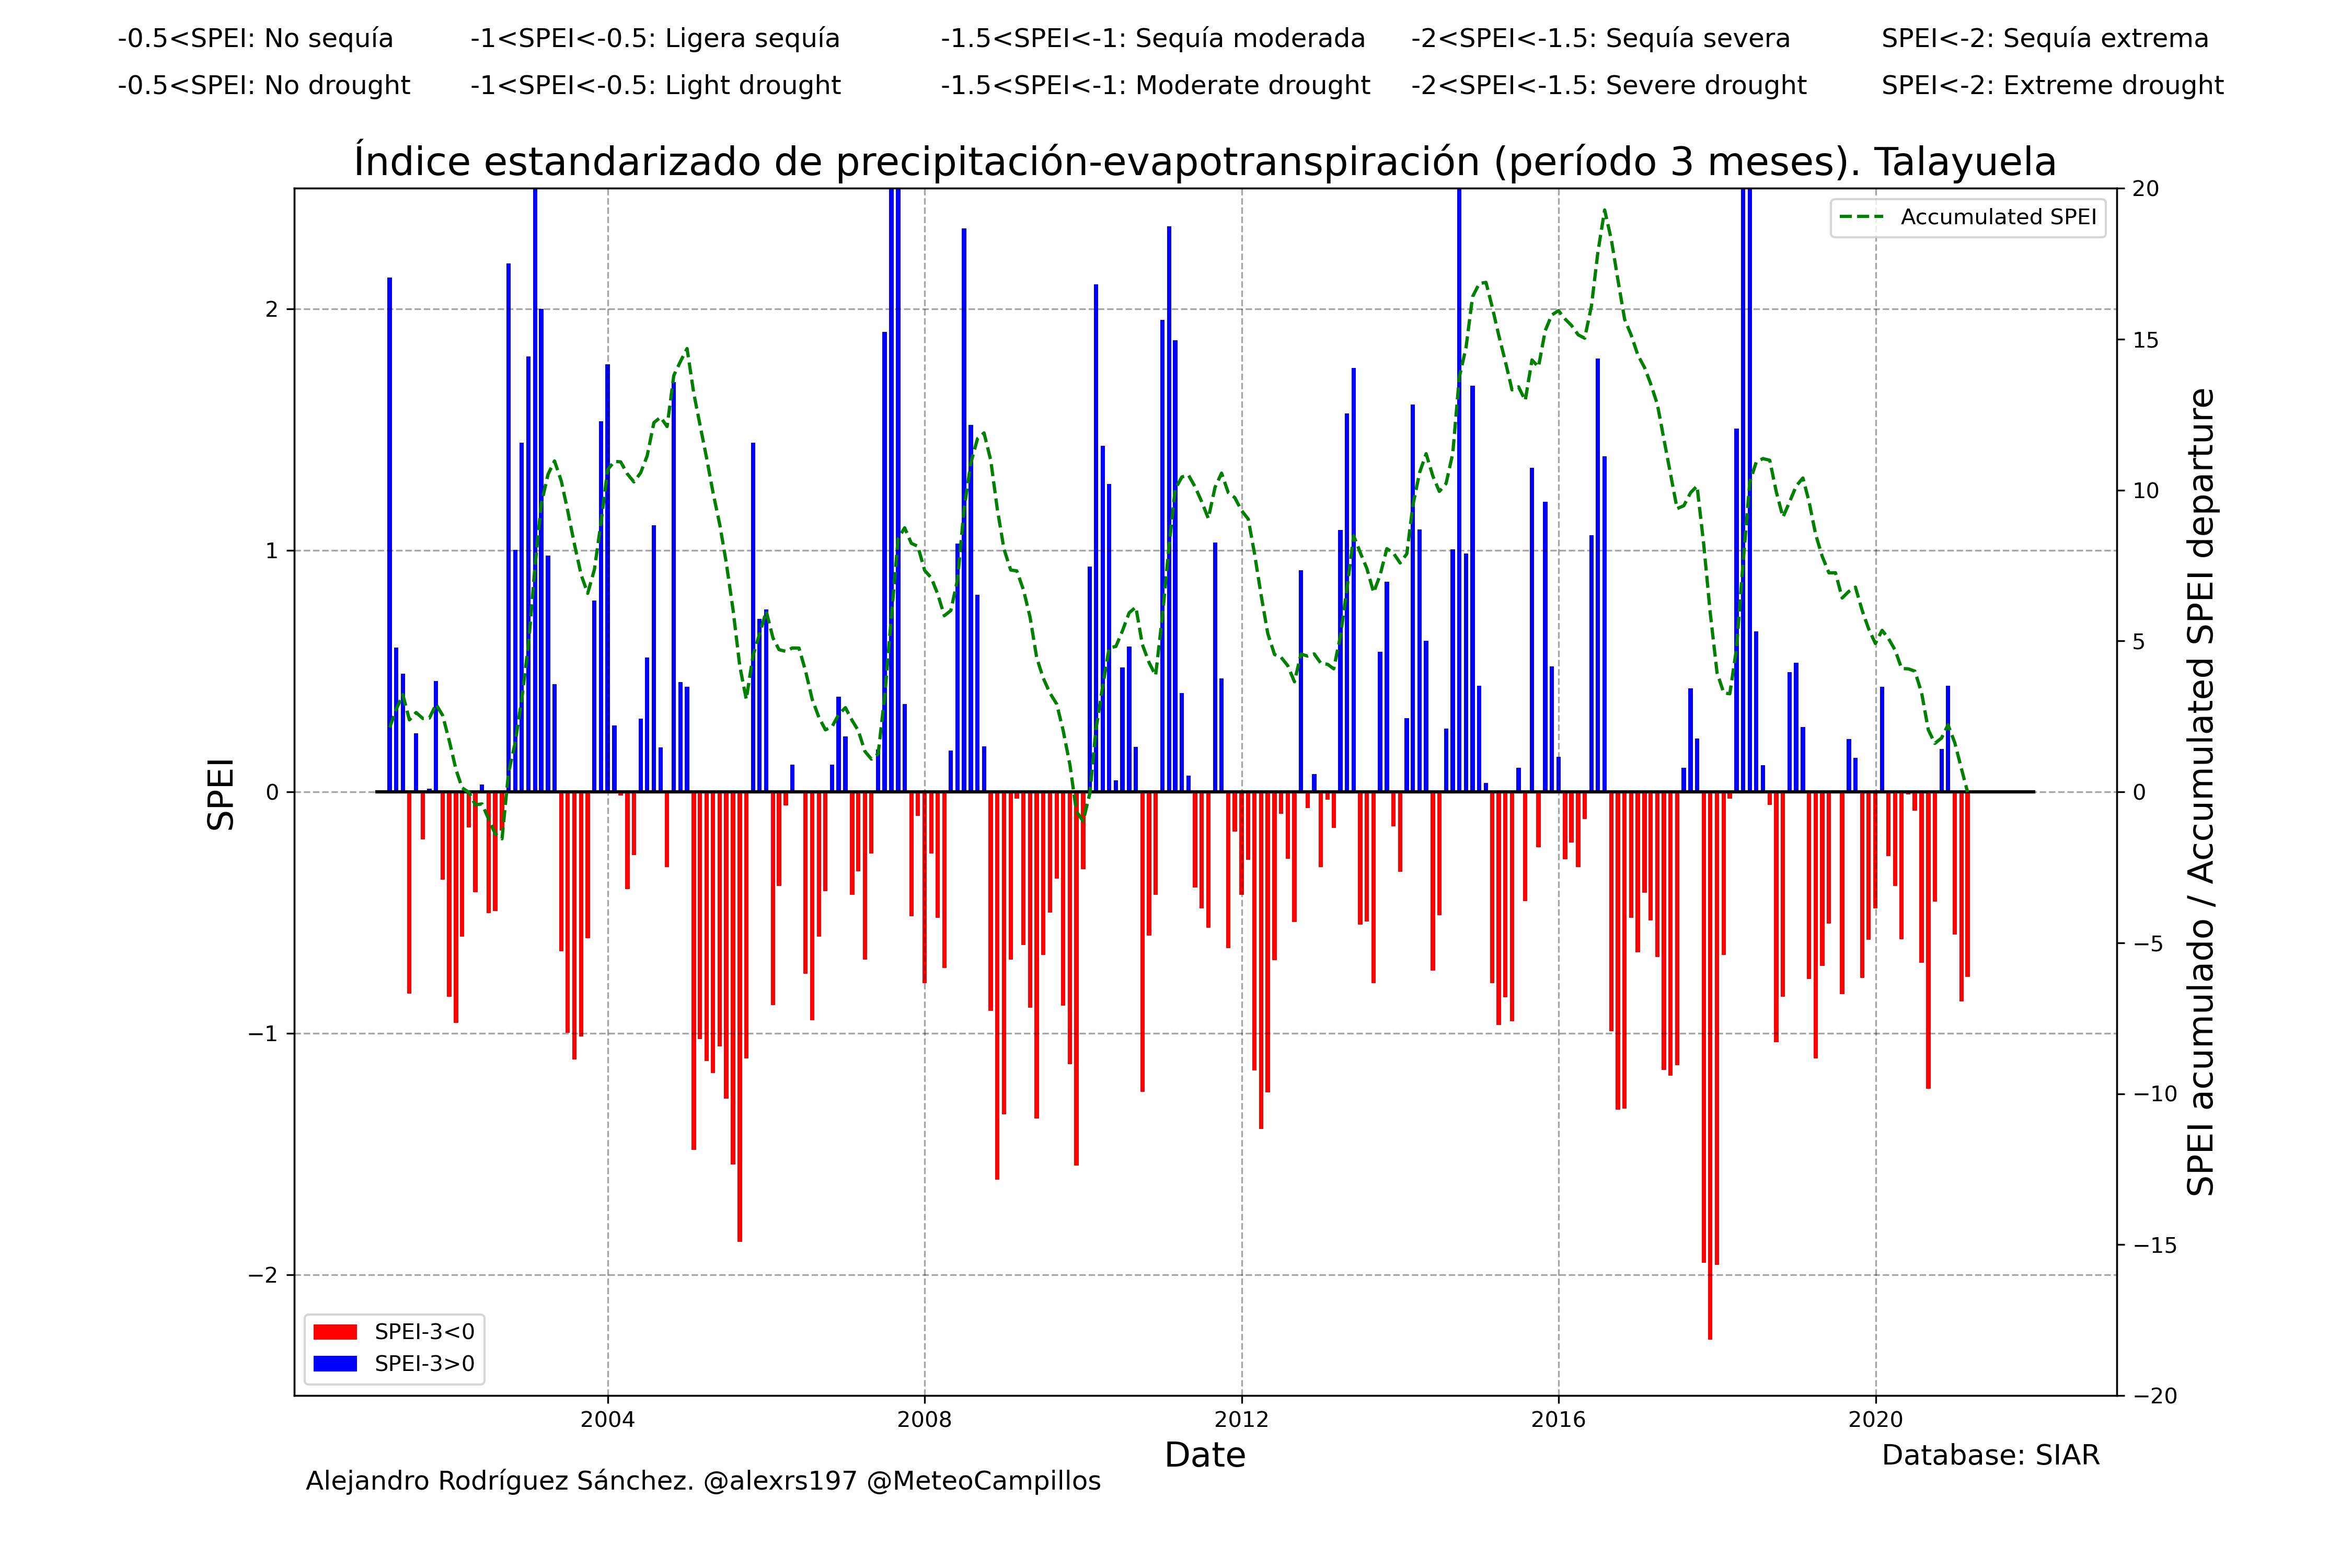 -0.5<SPEI: No sequía -1<SPEI<-0.5: Ligera sequía -1.5<SPEI<-1: Sequía moderada -2<SPEI<-1.5: Sequía severa SPEI<-2: Sequía extrema
-0.5<SPEI: No drought -1<SPEI<-0.5: Light drought -1.5<SPEI<-1: Moderate drought -2<SPEI<-1.5: Severe drought SPEI<-2: Extreme drought
Índice estandarizado de precipitación-evapotranspiración (período 3 meses). Talayuela
Accumulated SPEI
SPEI
2
1
0
−1
−2
20
15
10
5
0
−5
−10
−15
−20
SPEI acumulado / Accumulated SPEI departure
SPEI-3<0
SPEI-3>0
2004 2008 2012 2016 2020
Date
Database: SIAR
Alejandro Rodríguez Sánchez. @alexrs197 @MeteoCampillos